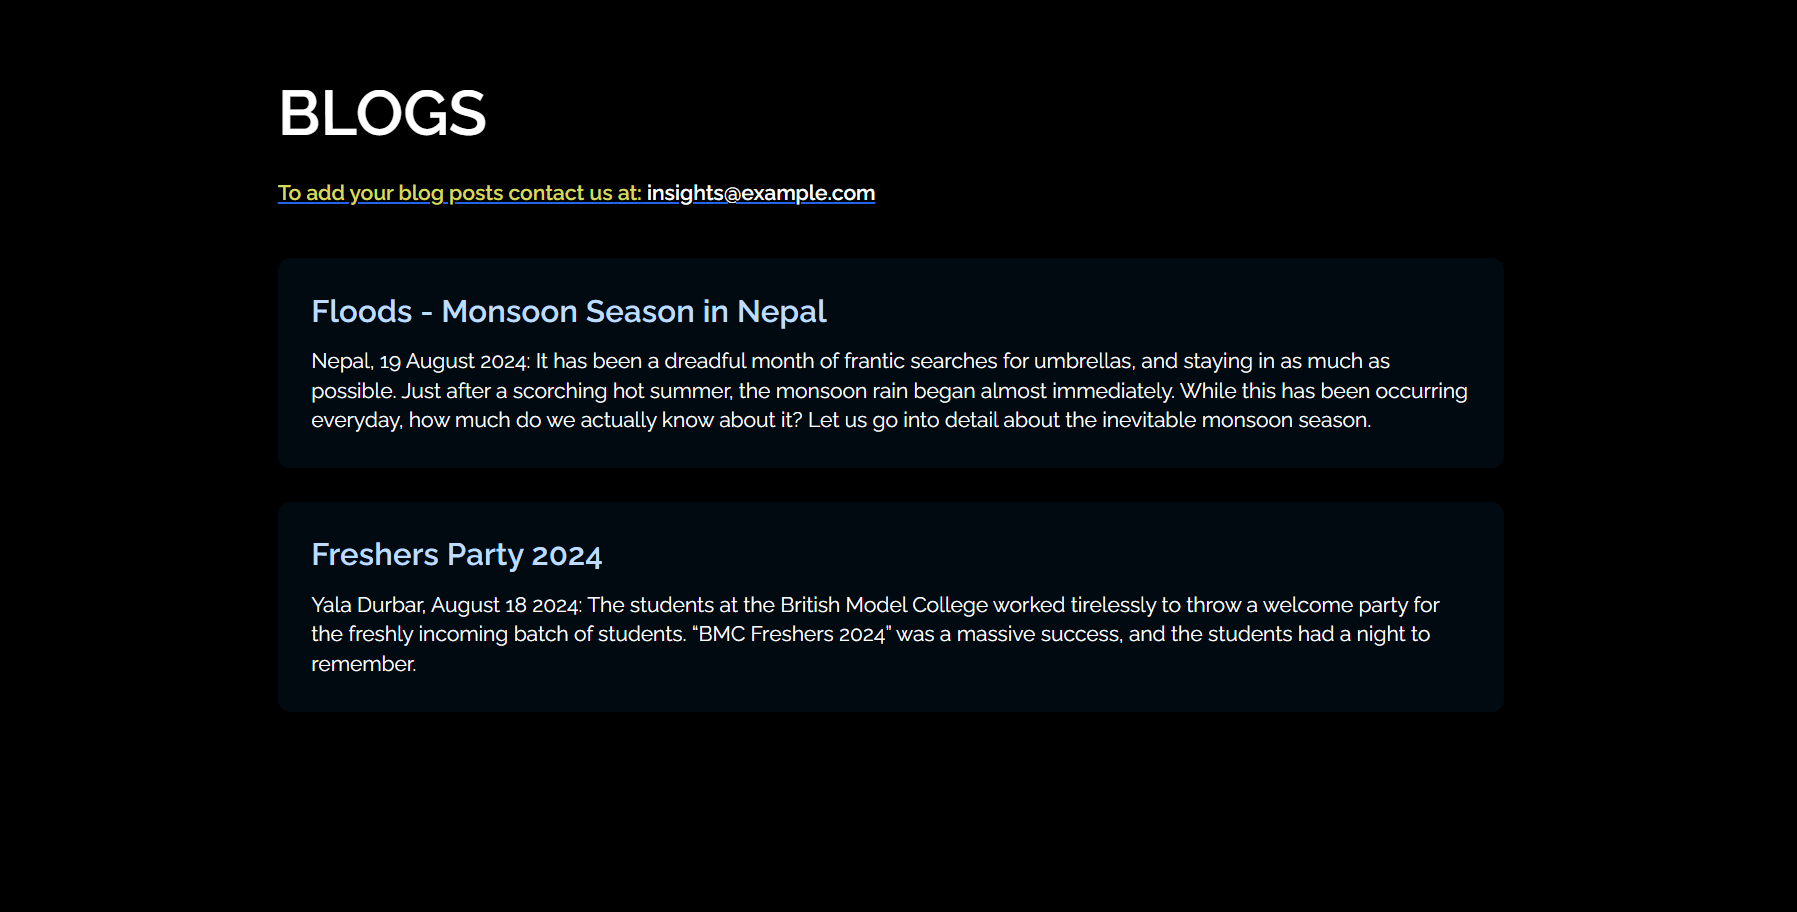 BLOGS
To add your blog posts contact us at: insights@example.com
Floods - Monsoon Season in Nepal
Nepal, 19 August 2024: It has been a dreadful month of frantic searches for umbrellas, and staying in as much as
possible. Just after a scorching hot summer, the monsoon rain began almost immediately. While this has been occurring
everyday, how much do we actually know about it? Let us go into detail about the inevitable monsoon season.
Freshers Party 2024
Yala Durbar, August 18 2024: The students at the British Model College worked tirelessly to throw a welcome party for
the freshly incoming batch of students. “BMC Freshers 2024” was a massive success, and the students had a night to
remember.